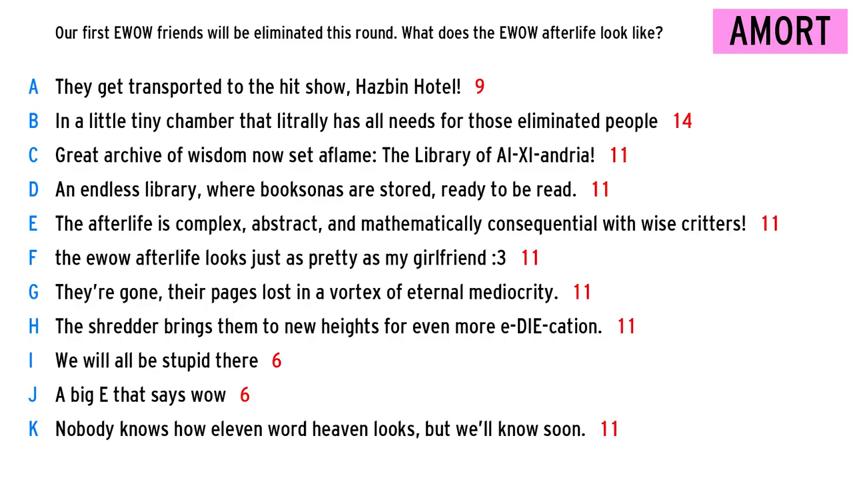 Our first EWOW friends will be eliminated this round. What does the EWOW afterlife look like?
AMORT
A They get transported to the hit show, Hazbin Hotel! 9
B In a little tiny chamber that litrally has all needs for those eliminated people 14
C Great archive of wisdom now set aflame: The Library of Al-XI-andria! 11
D An endless library, where booksonas are stored, ready to be read. 11
E The afterlife is complex, abstract, and mathematically consequential with wise critters! 11
F the ewow afterlife looks just as pretty as my girlfriend :3 11
G They're gone, their pages lost in a vortex of eternal mediocrity. 11
H The shredder brings them to new heights for even more e-DIE-cation. 11
I We will all be stupid there 6
J A big E that says wow 6
K Nobody knows how eleven word heaven looks, but we'll know soon. 11